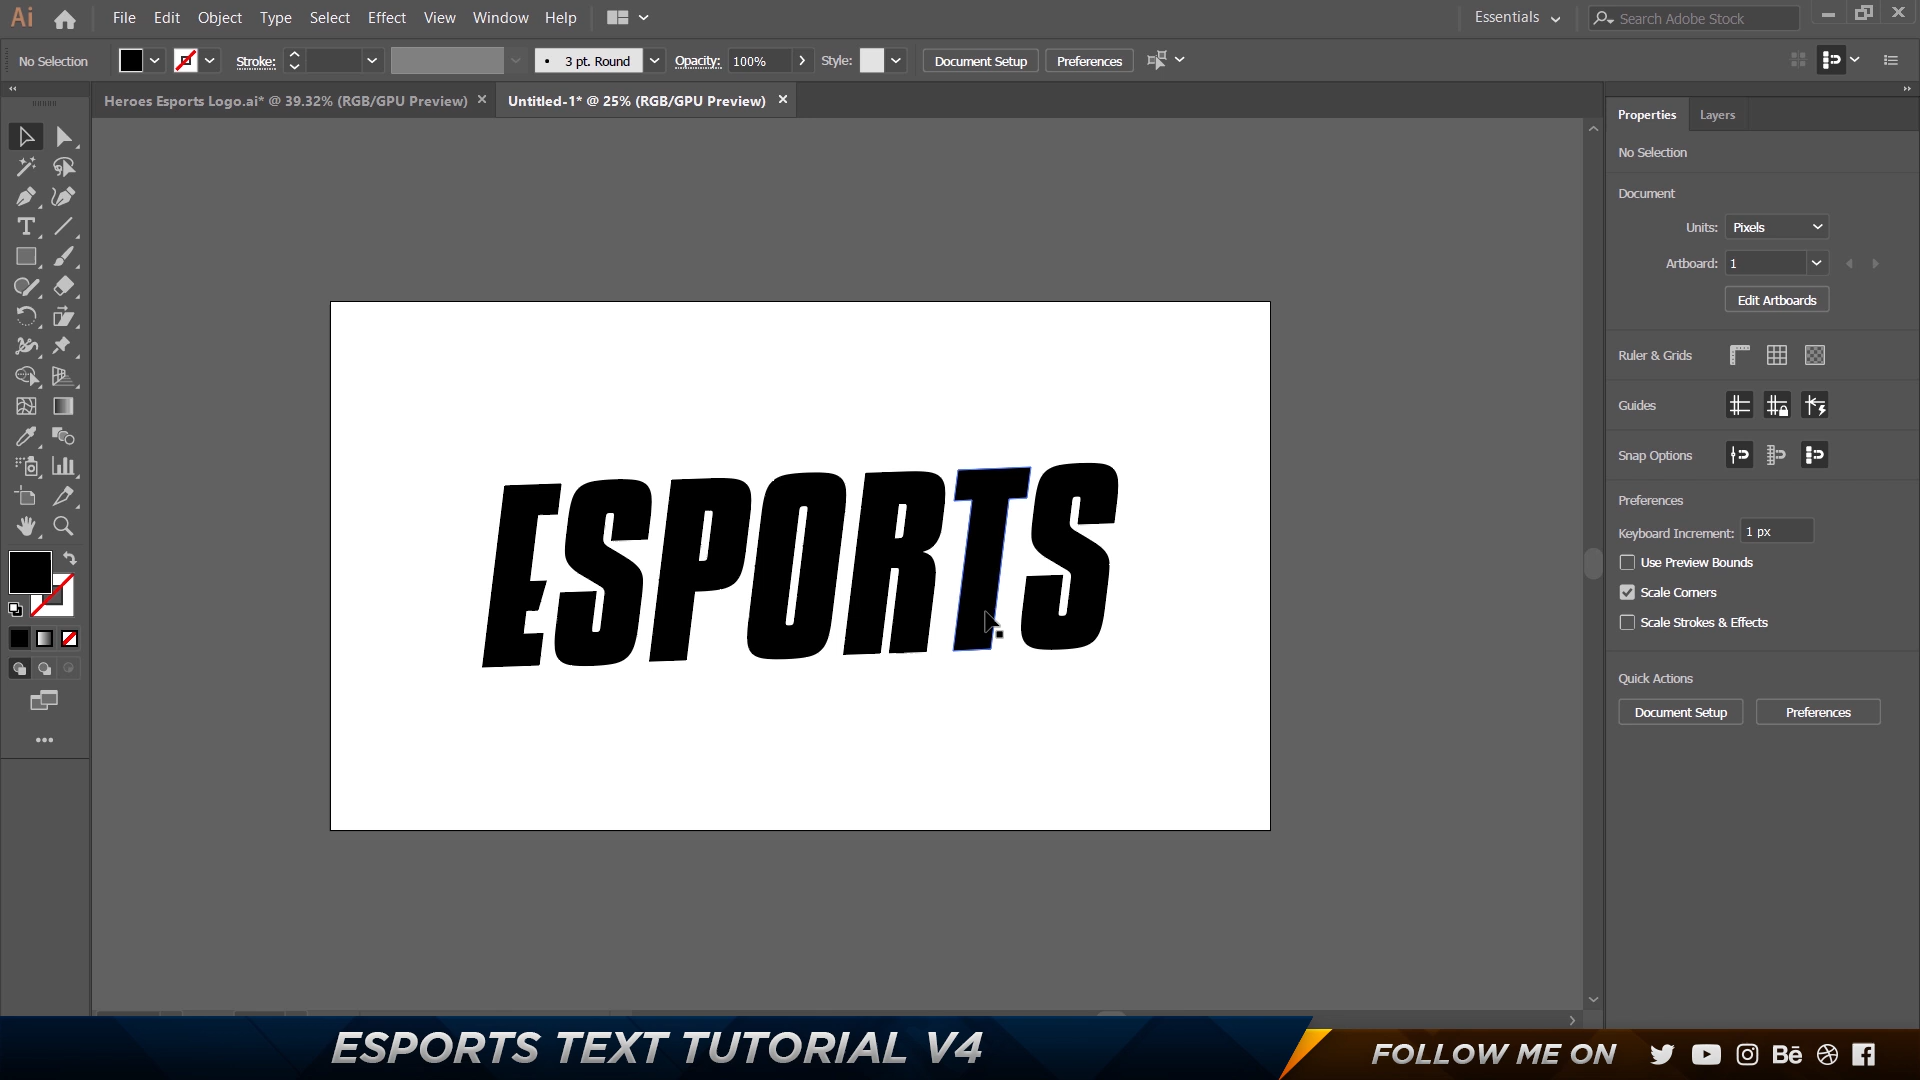 Ai File Edit Object Type Select Effect View Window Help Essentials Search Adobe Stock
No Selection Stroke: 3 pt. Round Opacity: 100% Style: Document Setup Preferences
Heroes Esports Logo.ai* @ 39.32% (RGB/GPU Preview) Untitled-1* @ 25% (RGB/GPU Preview)
Properties Layers
No Selection
Document
Units: Pixels
Artboard: 1
Edit Artboards
Ruler & Grids
Guides
Snap Options
Preferences
Keyboard Increment: 1 px
Use Preview Bounds
Scale Corners
Scale Strokes & Effects
Quick Actions
Document Setup Preferences
ESPORTS
ESPORTS TEXT TUTORIAL V4
FOLLOW ME ON Bē